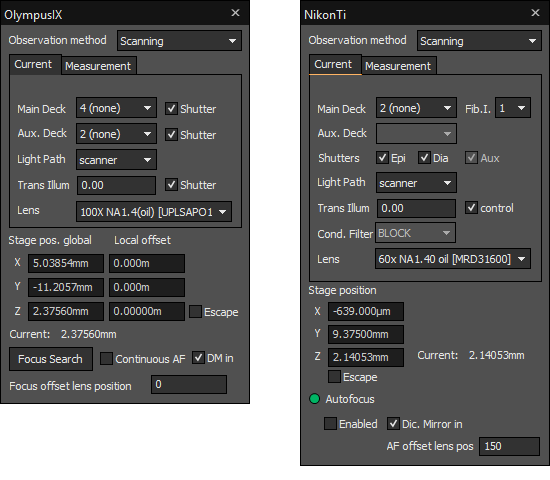 OlympusIX
Observation method Scanning
Current Measurement
Main Deck 4 (none) Shutter
Aux. Deck 2 (none) Shutter
Light Path scanner
Trans Illum 0.00 Shutter
Lens 100X NA1.4(oil) [UPLSAPO1
Stage pos. global Local offset
X 5.03854mm 0.000m
Y -11.2057mm 0.000m
Z 2.37560mm 0.00000m Escape
Current: 2.37560mm
Focus Search Continuous AF DM in
Focus offset lens position 0
NikonTi
Observation method Scanning
Current Measurement
Main Deck 2 (none) Fib.I. 1
Aux. Deck
Shutters Epi Dia Aux
Light Path scanner
Trans Illum 0.00 control
Cond. Filter BLOCK
Lens 60x NA1.40 oil [MRD31600]
Stage position
X -639.000µm
Y 9.37500mm
Z 2.14053mm Current: 2.14053mm
Escape
Autofocus
Enabled Dic. Mirror in
AF offset lens pos 150